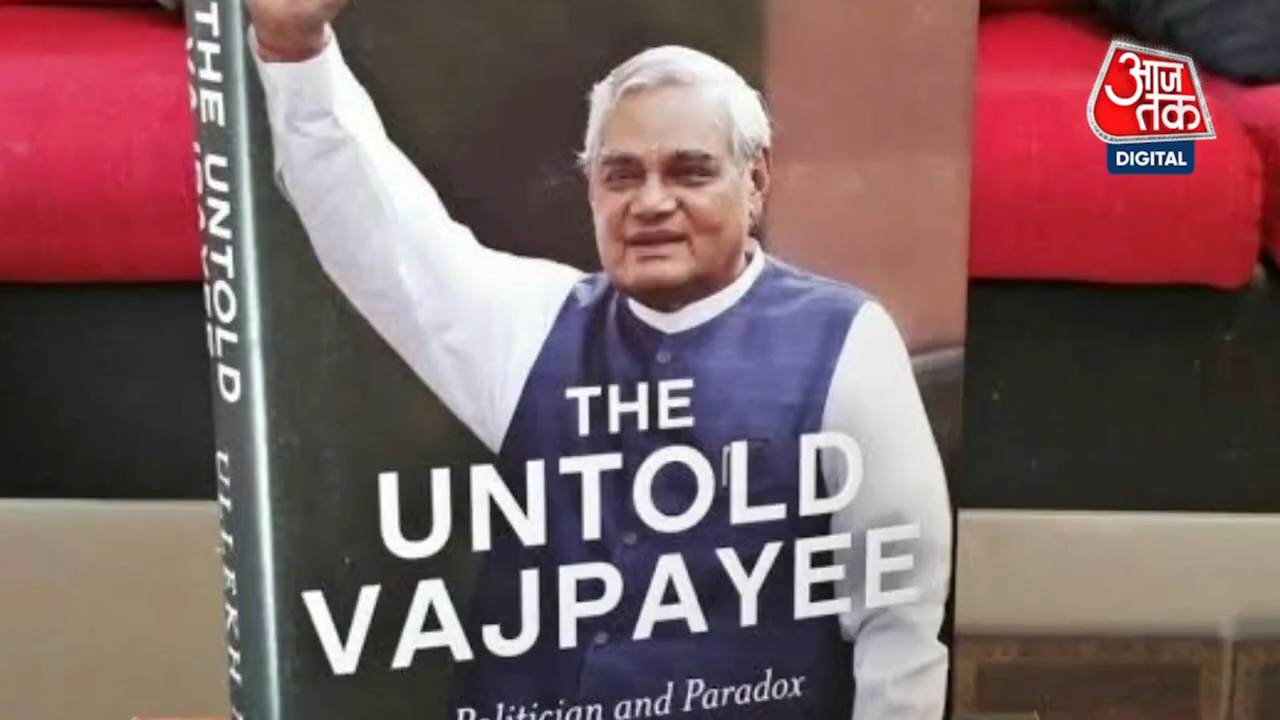 THE UNTOLD
THE
UNTOLD
VAJPAYEE
Politician and Paradox
आज
तक
DIGITAL